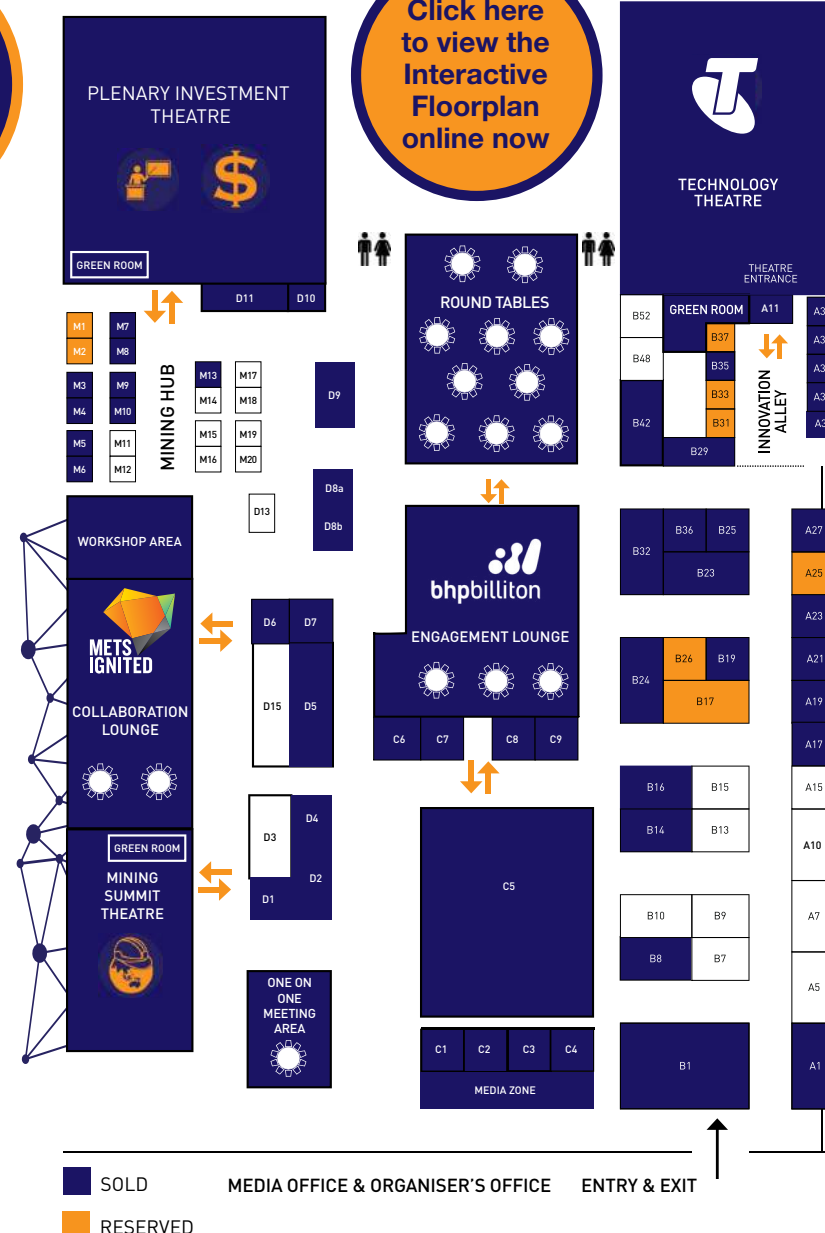 Click here
to view the
Interactive
Floorplan
online now
PLENARY INVESTMENT
THEATRE
GREEN ROOM
D11
D10
TECHNOLOGY
THEATRE
THEATRE
ENTRANCE
ROUND TABLES
B52
GREEN ROOM
A11
B37
B48
B35
B33
B42
B31
B29
INNOVATION
ALLEY
M1
M7
M2
M8
M3
M9
M4
M10
M5
M11
M6
M12
MINING HUB
M13
M17
M14
M18
M15
M19
M16
M20
D9
D8a
D8b
D13
WORKSHOP AREA
METS
IGNITED
COLLABORATION
LOUNGE
D6
D7
D15
D5
bhpbilliton
ENGAGEMENT LOUNGE
C6
C7
C8
C9
B32
B36
B25
B23
B24
B26
B19
B17
B16
B15
B14
B13
B10
B9
B8
B7
B1
A27
A25
A23
A21
A19
A17
A15
A10
A7
A5
A1
GREEN ROOM
MINING
SUMMIT
THEATRE
D3
D4
D2
D1
C5
ONE ON
ONE
MEETING
AREA
C1
C2
C3
C4
MEDIA ZONE
SOLD
MEDIA OFFICE & ORGANISER'S OFFICE
ENTRY & EXIT
RESERVED